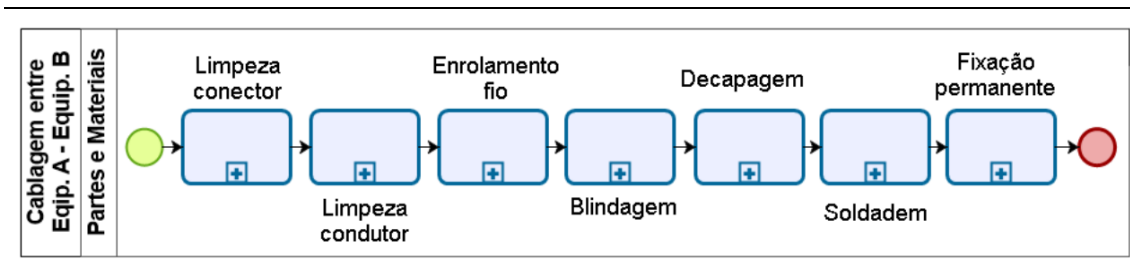 Cablagem entre
Eqip. A - Equip. B
Partes e Materiais
Limpeza
conector
Limpeza
condutor
Enrolamento
fio
Blindagem
Decapagem
Soldadem
Fixação
permanente